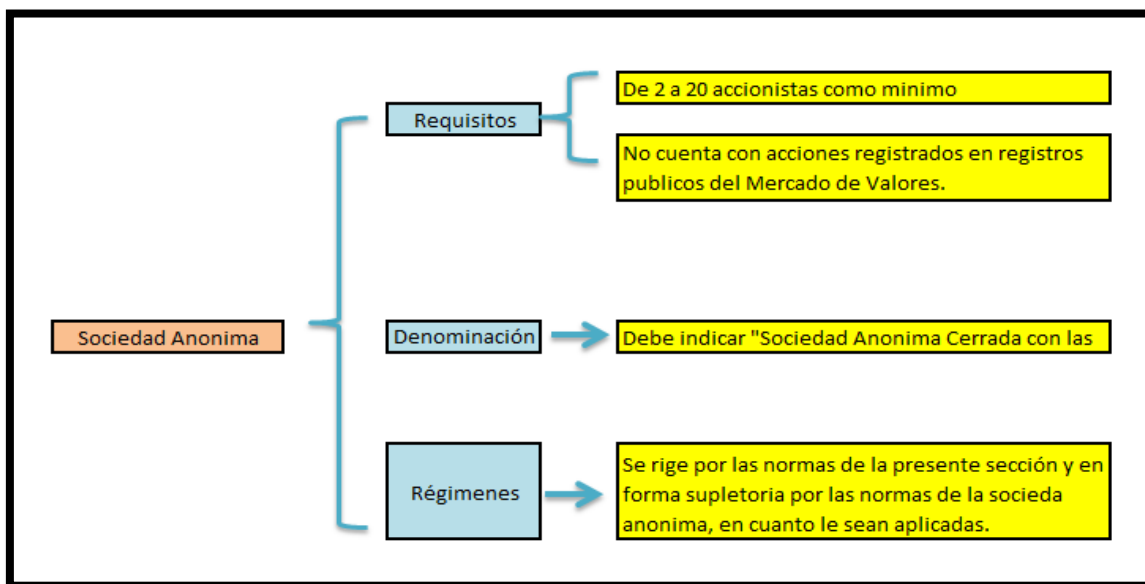 Sociedad Anonima
Requisitos
De 2 a 20 accionistas como minimo
No cuenta con acciones registrados en registros
publicos del Mercado de Valores.
Denominación
Debe indicar "Sociedad Anonima Cerrada con las
Régimenes
Se rige por las normas de la presente sección y en
forma supletoria por las normas de la socieda
anonima, en cuanto le sean aplicadas.